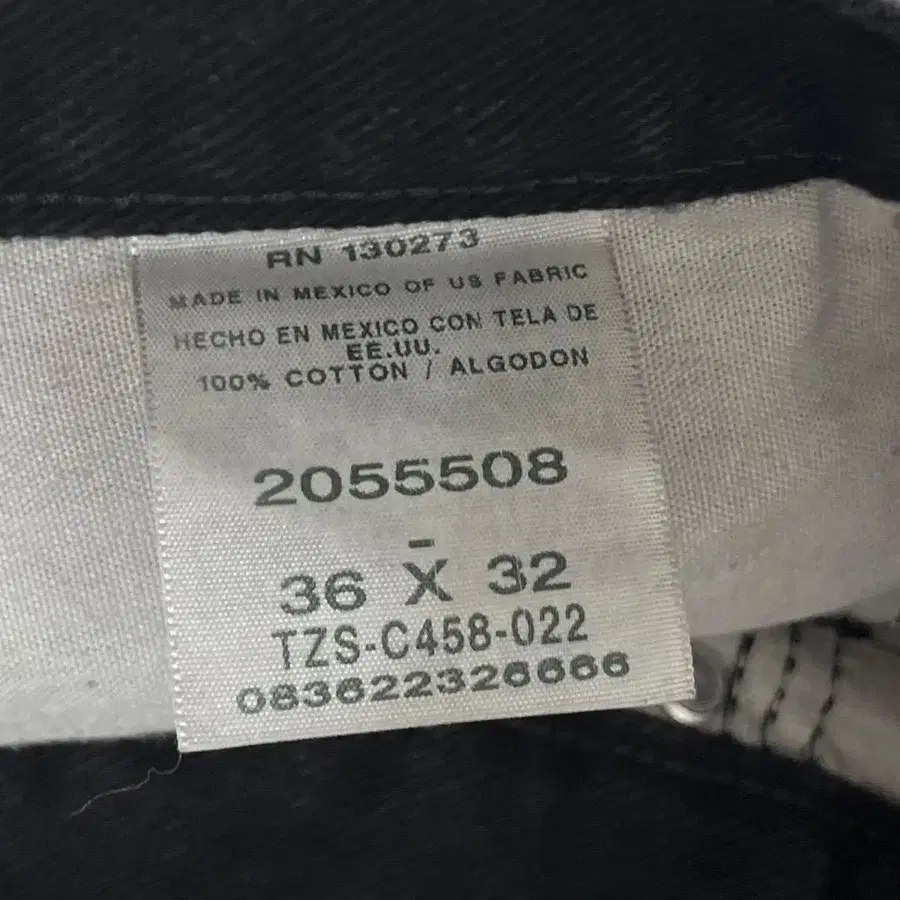 RN 130273
MADE IN MEXICO OF US FABRIC
HECHO EN MEXICO CON TELA DE
EE.UU.
100% COTTON / ALGODON
2055508
-
36 X 32
TZS-C458-022
083622326666